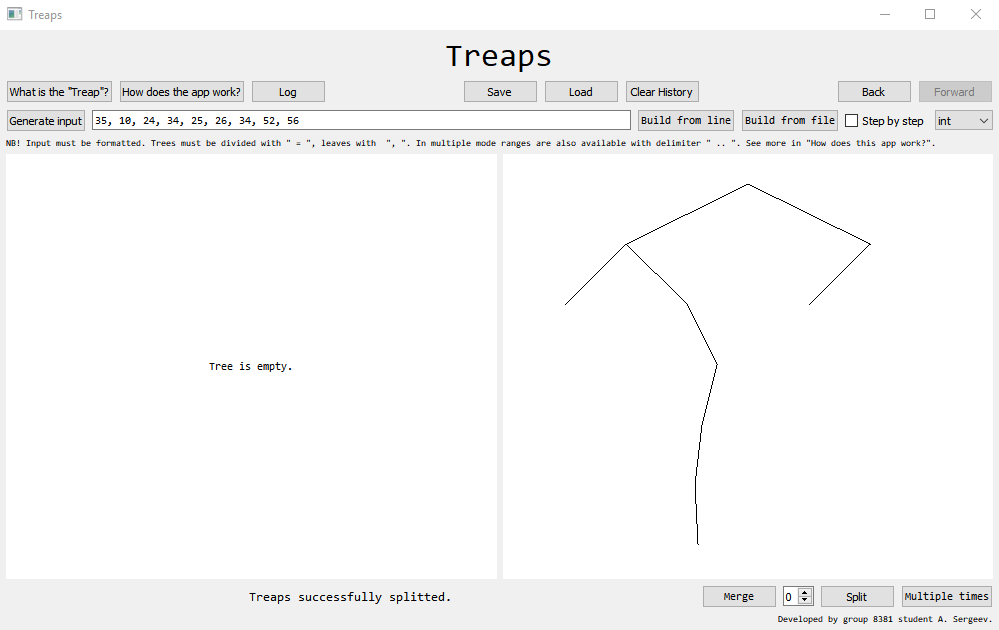 Treaps
Treaps
What is the "Treap"? How does the app work? Log Save Load Clear History Back Forward
Generate input 35, 10, 24, 34, 25, 26, 34, 52, 56 Build from line Build from file Step by step int
NB! Input must be formatted. Trees must be divided with " = ", leaves with  ", ". In multiple mode ranges are also available with delimiter " .. ". See more in "How does this app work?".
Tree is empty.
Treaps successfully splitted. Merge 0 Split Multiple times
Developed by group 8381 student A. Sergeev.